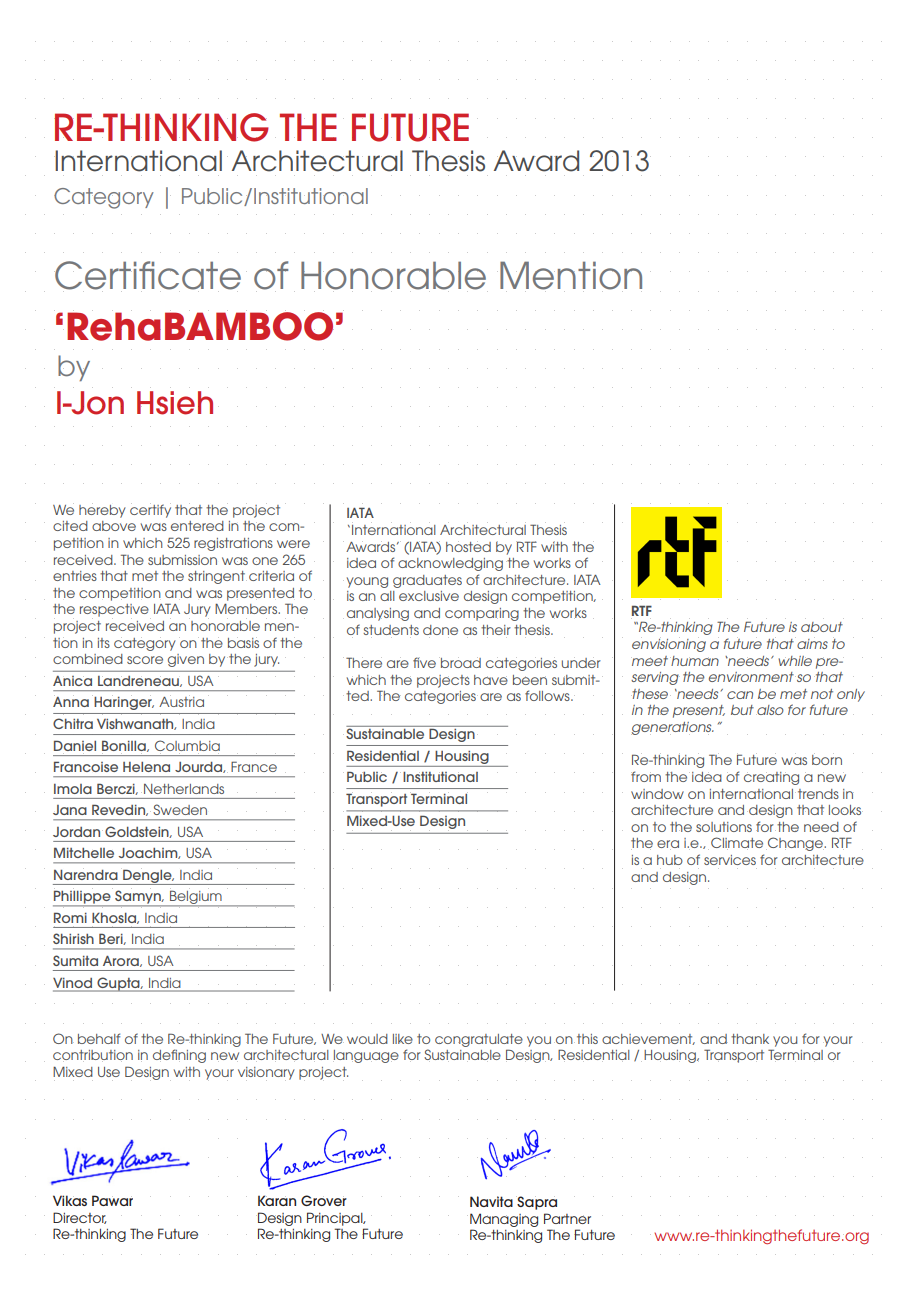 RE-THINKING THE FUTURE
International Architectural Thesis Award 2013
Category | Public/Institutional
Certificate of Honorable Mention
‘RehaBAMBOO’
by
I-Jon Hsieh
We hereby certify that the project
cited above was entered in the com-
petition in which 525 registrations were
received. The submission was one 265
entries that met the stringent criteria of
the competition and was presented to
the respective IATA Jury Members. The
project received an honorable men-
tion in its category on the basis of the
combined score given by the jury.
Anica Landreneau, USA
Anna Haringer, Austria
Chitra Vishwanath, India
Daniel Bonilla, Columbia
Francoise Helena Jourda, France
Imola Berczi, Netherlands
Jana Revedin, Sweden
Jordan Goldstein, USA
Mitchelle Joachim, USA
Narendra Dengle, India
Phillippe Samyn, Belgium
Romi Khosla, India
Shirish Beri, India
Sumita Arora, USA
Vinod Gupta, India
IATA
‘International Architectural Thesis
Awards’ (IATA) hosted by RTF with the
idea of acknowledging the works of
young graduates of architecture. IATA
is an all exclusive design competition,
analysing and comparing the works
of students done as their thesis.
There are five broad categories under
which the projects have been submit-
ted. The categories are as follows.
Sustainable Design
Residential / Housing
Public / Institutional
Transport Terminal
Mixed-Use Design
rtf
RTF
“Re-thinking The Future is about
envisioning a future that aims to
meet human ‘needs’ while pre-
serving the environment so that
these ‘needs’ can be met not only
in the present, but also for future
generations.”
Re-thinking The Future was born
from the idea of creating a new
window on international trends in
architecture and design that looks
on to the solutions for the need of
the era i.e., Climate Change. RTF
is a hub of services for architecture
and design.
On behalf of the Re-thinking The Future, We would like to congratulate you on this achievement, and thank you for your
contribution in defining new architectural language for Sustainable Design, Residential / Housing, Transport Terminal or
Mixed Use Design with your visionary project.
Vikas Pawar
Karan Grover
Navita
Vikas Pawar
Director,
Re-thinking The Future
Karan Grover
Design Principal,
Re-thinking The Future
Navita Sapra
Managing Partner
Re-thinking The Future
www.re-thinkingthefuture.org